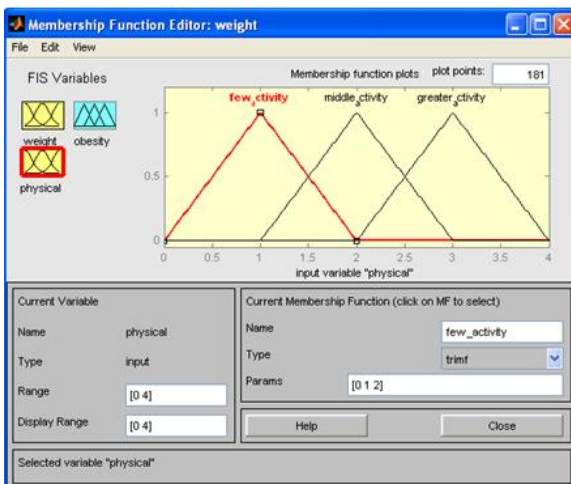 Membership Function Editor: weight
File Edit View
FIS Variables
weight
obesity
physical
Membership function plots
plot points:
181
few_activity
middle_activity
greater_activity
1
0.5
0
0 0.5 1 1.5 2 2.5 3 3.5 4
input variable "physical"
Current Variable
Name physical
Type input
Range [0 4]
Display Range [0 4]
Current Membership Function (click on MF to select)
Name few_activity
Type trimf
Params [0 1 2]
Help Close
Selected variable "physical"